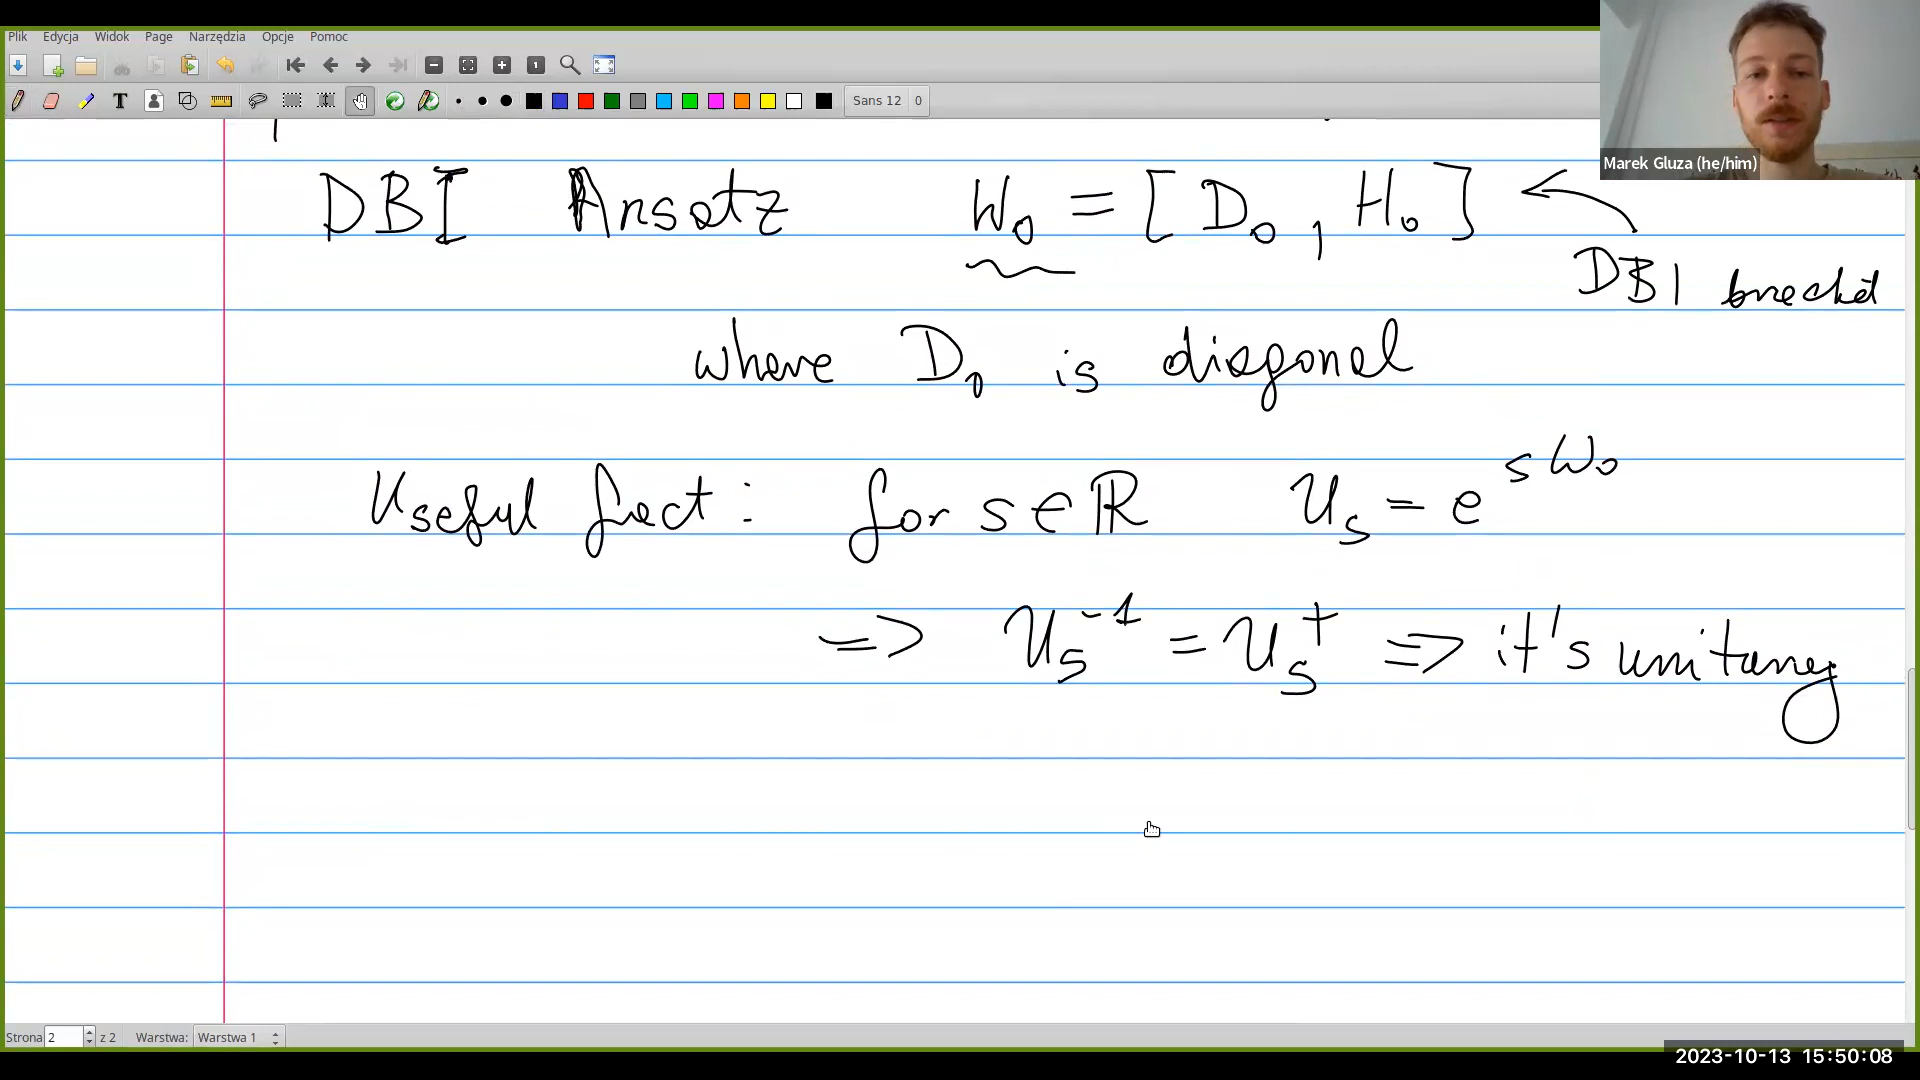 Plik Edycja Widok Page Narzędzia Opcje Pomoc
Sans 12 0
Marek Gluza (he/him)
DBI Ansatz W₀ = [D₀, H₀]
DBI bracket
where D₀ is diagonal
Useful fact: for s ∈ ℝ Uₛ = e^{sW₀}
=> Uₛ⁻¹ = Uₛ† => it's unitary
Strona 2 z 2 Warstwa: Warstwa 1
2023-10-13 15:50:08